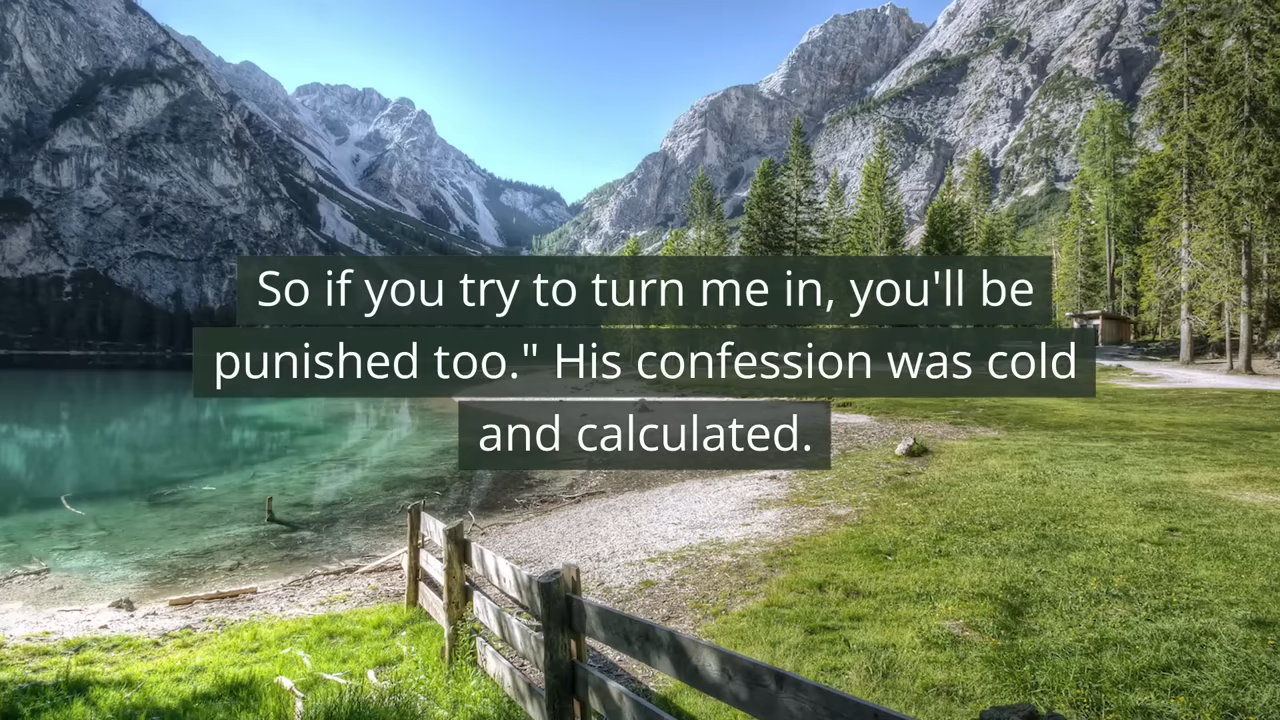 So if you try to turn me in, you'll be
punished too." His confession was cold
and calculated.